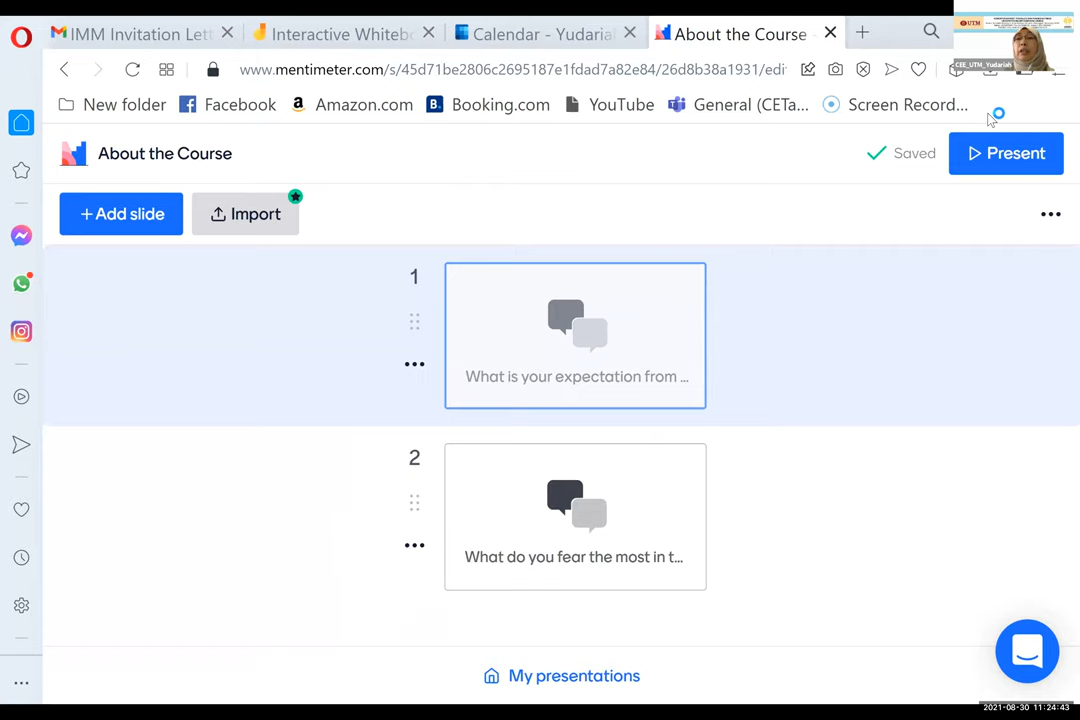 IMM Invitation Lett
Interactive Whitebo
Calendar - Yudaria
About the Course
www.mentimeter.com/s/45d71be2806c2695187e1fdad7a82e84/26d8b38a1931/edi
New folder
Facebook
Amazon.com
Booking.com
YouTube
General (CETa...
Screen Record...
UTM
CEE_UTM_Yudariah
About the Course
Saved
Present
+Add slide
Import
1
What is your expectation from ...
2
What do you fear the most in t...
My presentations
2021-08-30 11:24:43